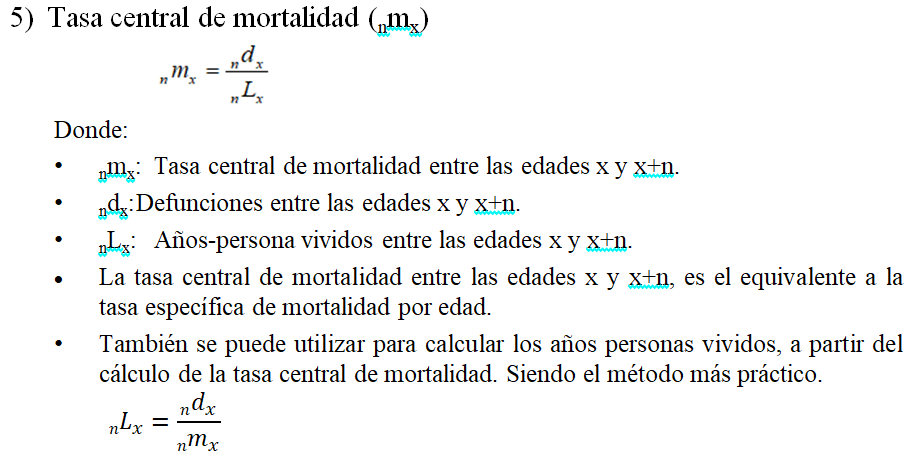 5) Tasa central de mortalidad (ₙmₓ)
ₙmₓ = ₙdₓ / ₙLₓ
Donde:
• ₙmₓ: Tasa central de mortalidad entre las edades x y x+n.
• ₙdₓ:Defunciones entre las edades x y x+n.
• ₙLₓ: Años-persona vividos entre las edades x y x+n.
• La tasa central de mortalidad entre las edades x y x+n, es el equivalente a la
tasa específica de mortalidad por edad.
• También se puede utilizar para calcular los años personas vividos, a partir del
cálculo de la tasa central de mortalidad. Siendo el método más práctico.
ₙLₓ = ₙdₓ / ₙmₓ